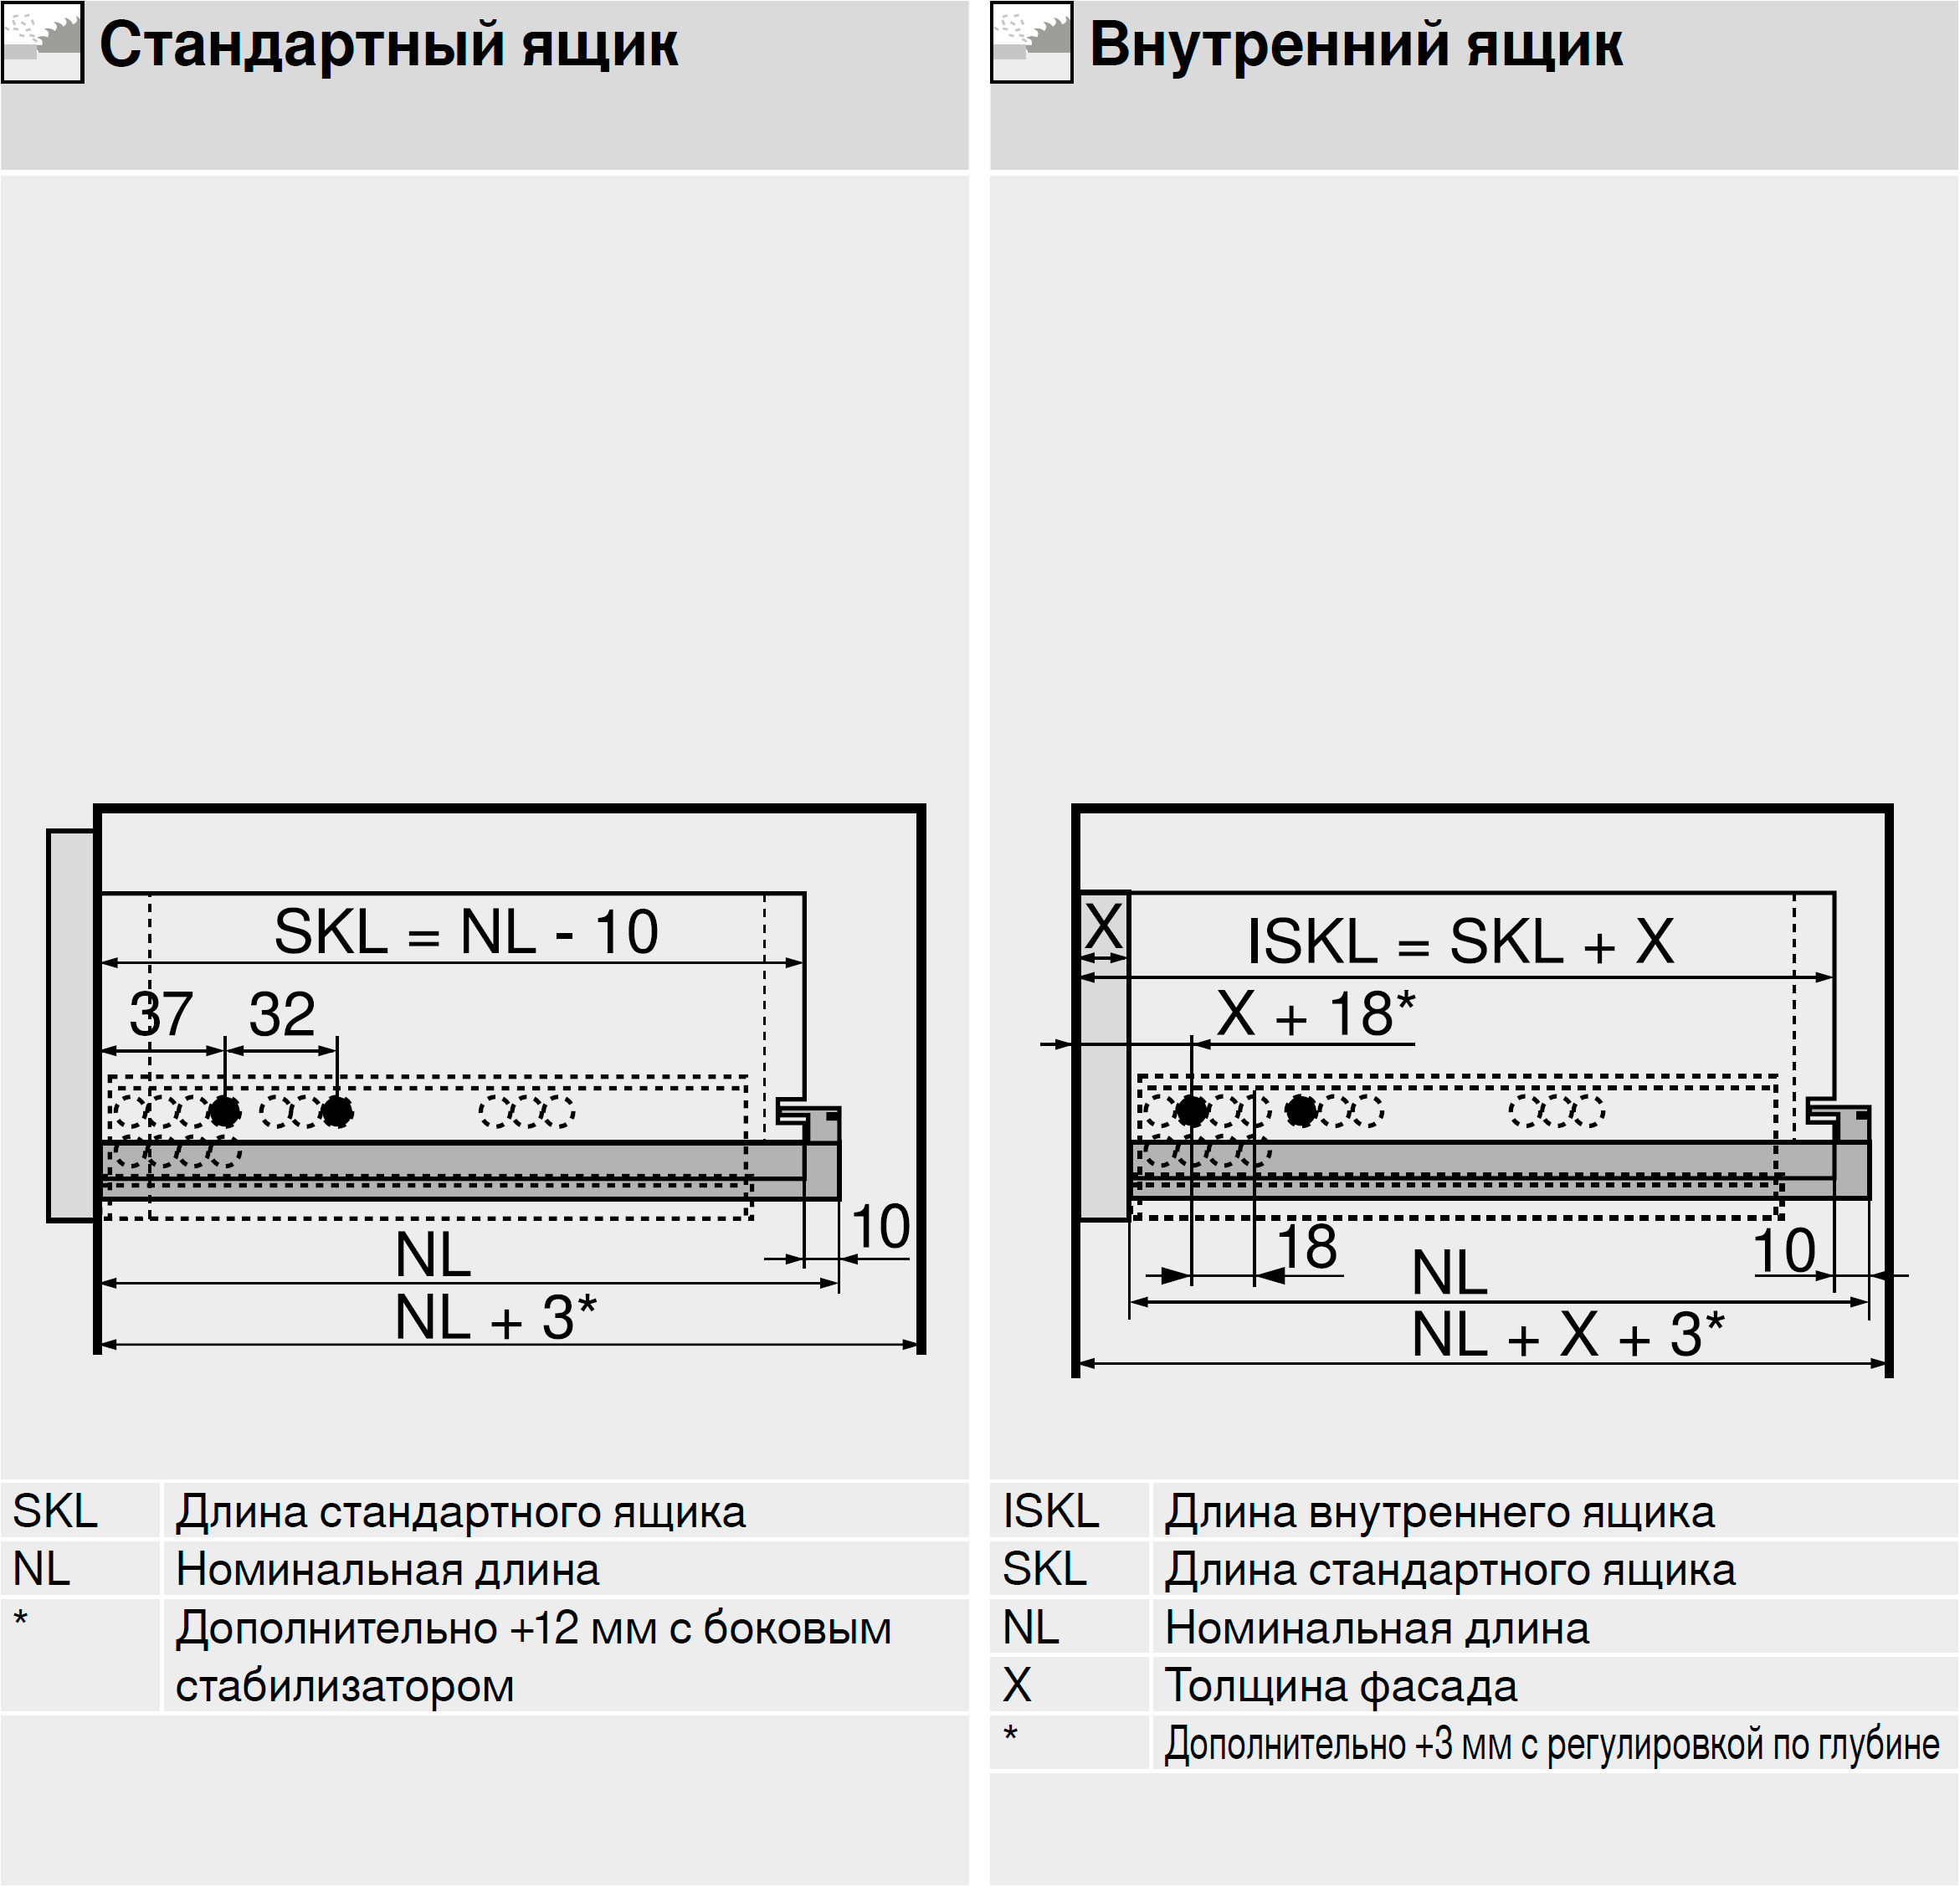 Стандартный ящик
SKL = NL - 10
37 32
10
NL
NL + 3*
SKL Длина стандартного ящика
NL Номинальная длина
* Дополнительно +12 мм с боковым
стабилизатором
Внутренний ящик
X
ISKL = SKL + X
X + 18*
18
10
NL
NL + X + 3*
ISKL Длина внутреннего ящика
SKL Длина стандартного ящика
NL Номинальная длина
X Толщина фасада
* Дополнительно +3 мм с регулировкой по глубине